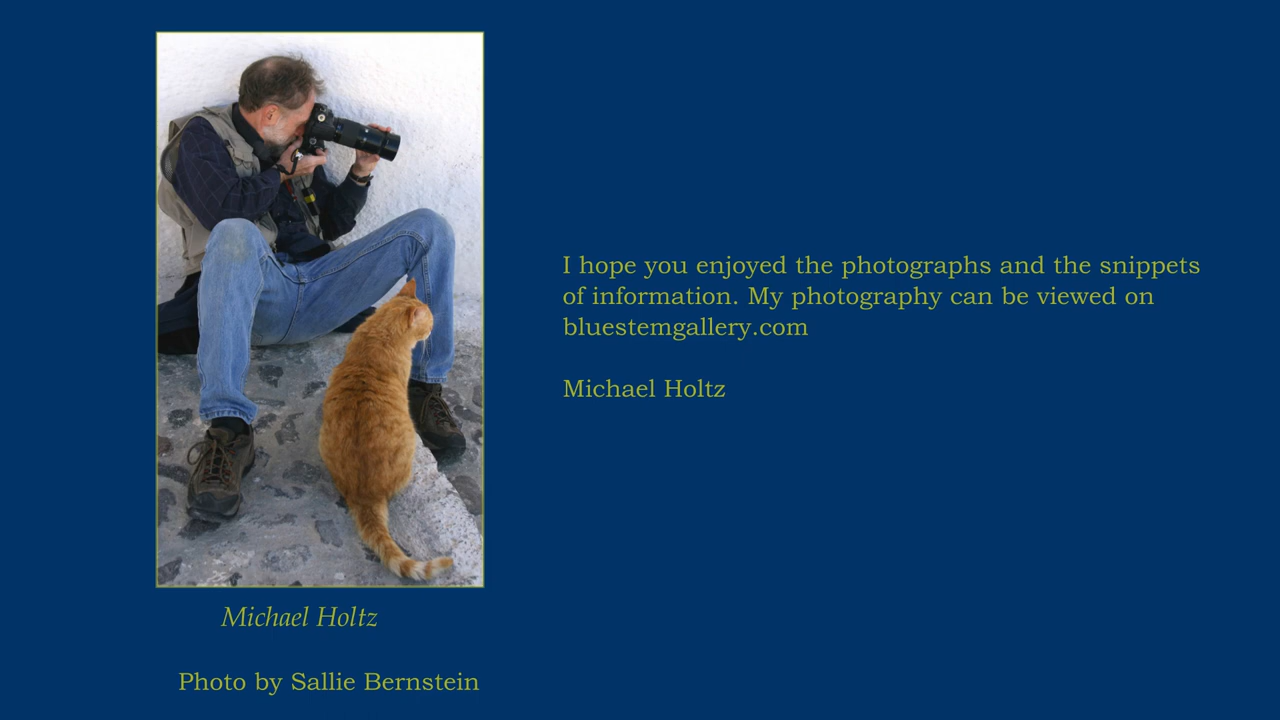 I hope you enjoyed the photographs and the snippets
of information. My photography can be viewed on
bluestemgallery.com
Michael Holtz
Michael Holtz
Photo by Sallie Bernstein